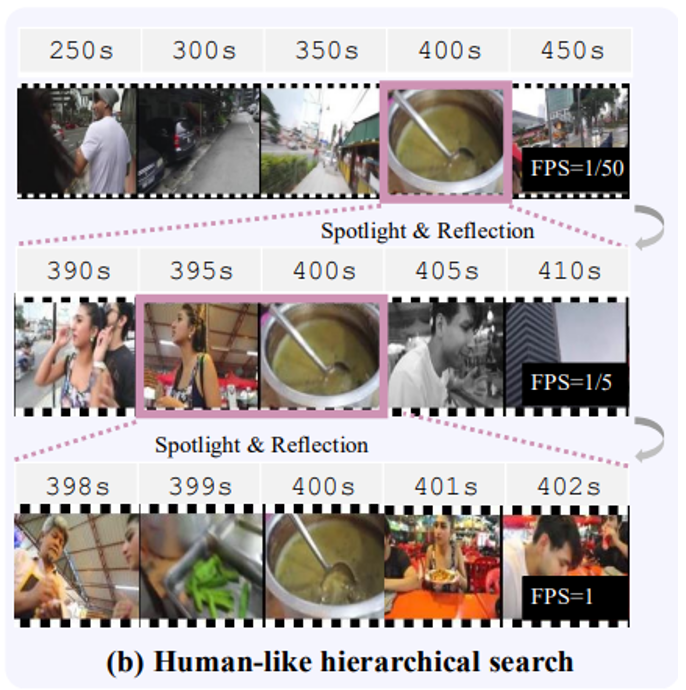 250s 300s 350s 400s 450s
FPS=1/50
Spotlight & Reflection
390s 395s 400s 405s 410s
FPS=1/5
Spotlight & Reflection
398s 399s 400s 401s 402s
FPS=1
(b) Human-like hierarchical search